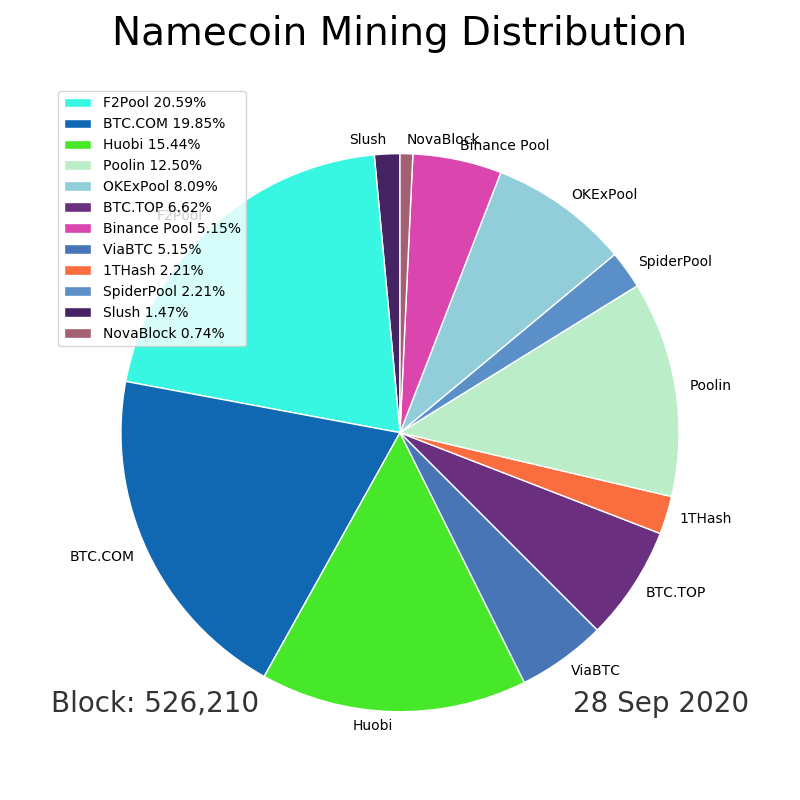 Namecoin Mining Distribution
F2Pool 20.59%
BTC.COM 19.85%
Huobi 15.44%
Poolin 12.50%
OKExPool 8.09%
BTC.TOP 6.62%
Binance Pool 5.15%
ViaBTC 5.15%
1THash 2.21%
SpiderPool 2.21%
Slush 1.47%
NovaBlock 0.74%
Slush
NovaBlock
Binance Pool
OKExPool
F2Pool
SpiderPool
Poolin
1THash
BTC.COM
BTC.TOP
ViaBTC
Huobi
Block: 526,210
28 Sep 2020